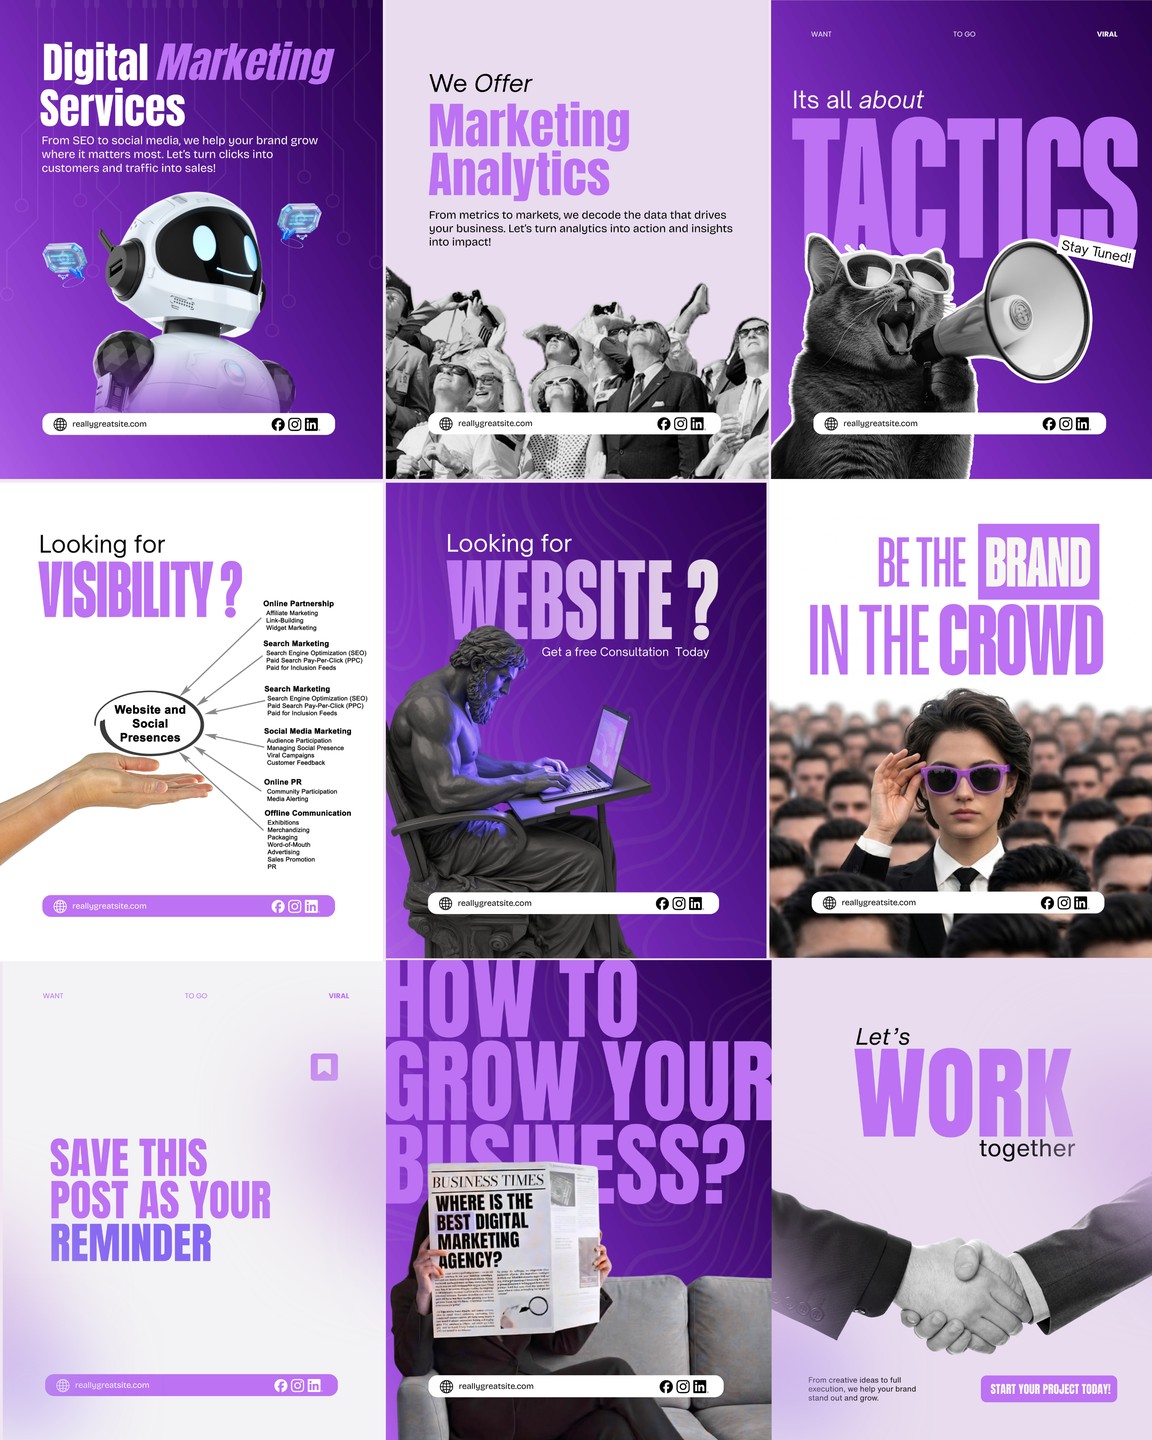 Digital Marketing
Services
From SEO to social media, we help your brand grow
where it matters most. Let's turn clicks into
customers and traffic into sales!
reallygreatsite.com
We Offer
Marketing
Analytics
From metrics to markets, we decode the data that drives
your business. Let's turn analytics into action and insights
into impact!
reallygreatsite.com
WANT TO GO VIRAL
Its all about
TACTICS
Stay Tuned!
reallygreatsite.com
Looking for
VISIBILITY ?
Online Partnership
Affiliate Marketing
Link-Building
Widget Marketing
Search Marketing
Search Engine Optimization (SEO)
Paid Search Pay-Per-Click (PPC)
Paid for Inclusion Feeds
Search Marketing
Search Engine Optimization (SEO)
Paid Search Pay-Per-Click (PPC)
Paid for Inclusion Feeds
Website and
Social
Presences
Social Media Marketing
Audience Participation
Managing Social Presence
Viral Campaigns
Customer Feedback
Online PR
Community Participation
Media Alerting
Offline Communication
Exhibitions
Merchandizing
Packaging
Word-of-Mouth
Advertising
Sales Promotion
PR
reallygreatsite.com
Looking for
WEBSITE ?
Get a free Consultation Today
reallygreatsite.com
BE THE BRAND
IN THE CROWD
reallygreatsite.com
WANT TO GO VIRAL
SAVE THIS
POST AS YOUR
REMINDER
reallygreatsite.com
HOW TO
GROW YOUR
BUSINESS?
BUSINESS TIMES
WHERE IS THE
BEST DIGITAL
MARKETING
AGENCY?
reallygreatsite.com
Let's
WORK
together
From creative ideas to full
execution, we help your brand
stand out and grow.
START YOUR PROJECT TODAY!